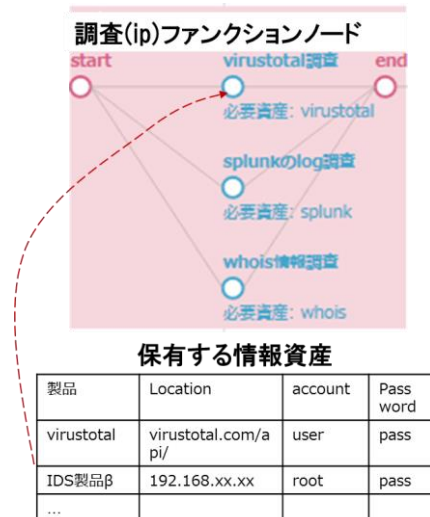 調査(ip)ファンクションノード
start virustotal調査 end
必要資産: virustotal
splunkのlog調査
必要資産: splunk
whois情報調査
必要資産: whois
保有する情報資産
製品 Location account Pass
word
virustotal virustotal.com/a user pass
pi/
IDS製品β 192.168.xx.xx root pass
...